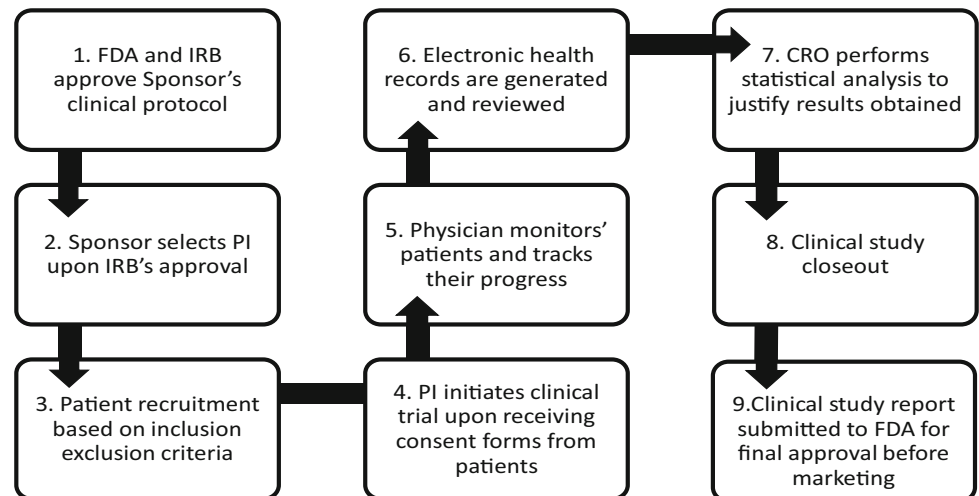 1. FDA and IRB
approve Sponsor's
clinical protocol
2. Sponsor selects PI
upon IRB's approval
3. Patient recruitment
based on inclusion
exclusion criteria
4. PI initiates clinical
trial upon receiving
consent forms from
patients
5. Physician monitors'
patients and tracks
their progress
6. Electronic health
records are generated
and reviewed
7. CRO performs
statistical analysis to
justify results obtained
8. Clinical study
closeout
9.Clinical study report
submitted to FDA for
final approval before
marketing